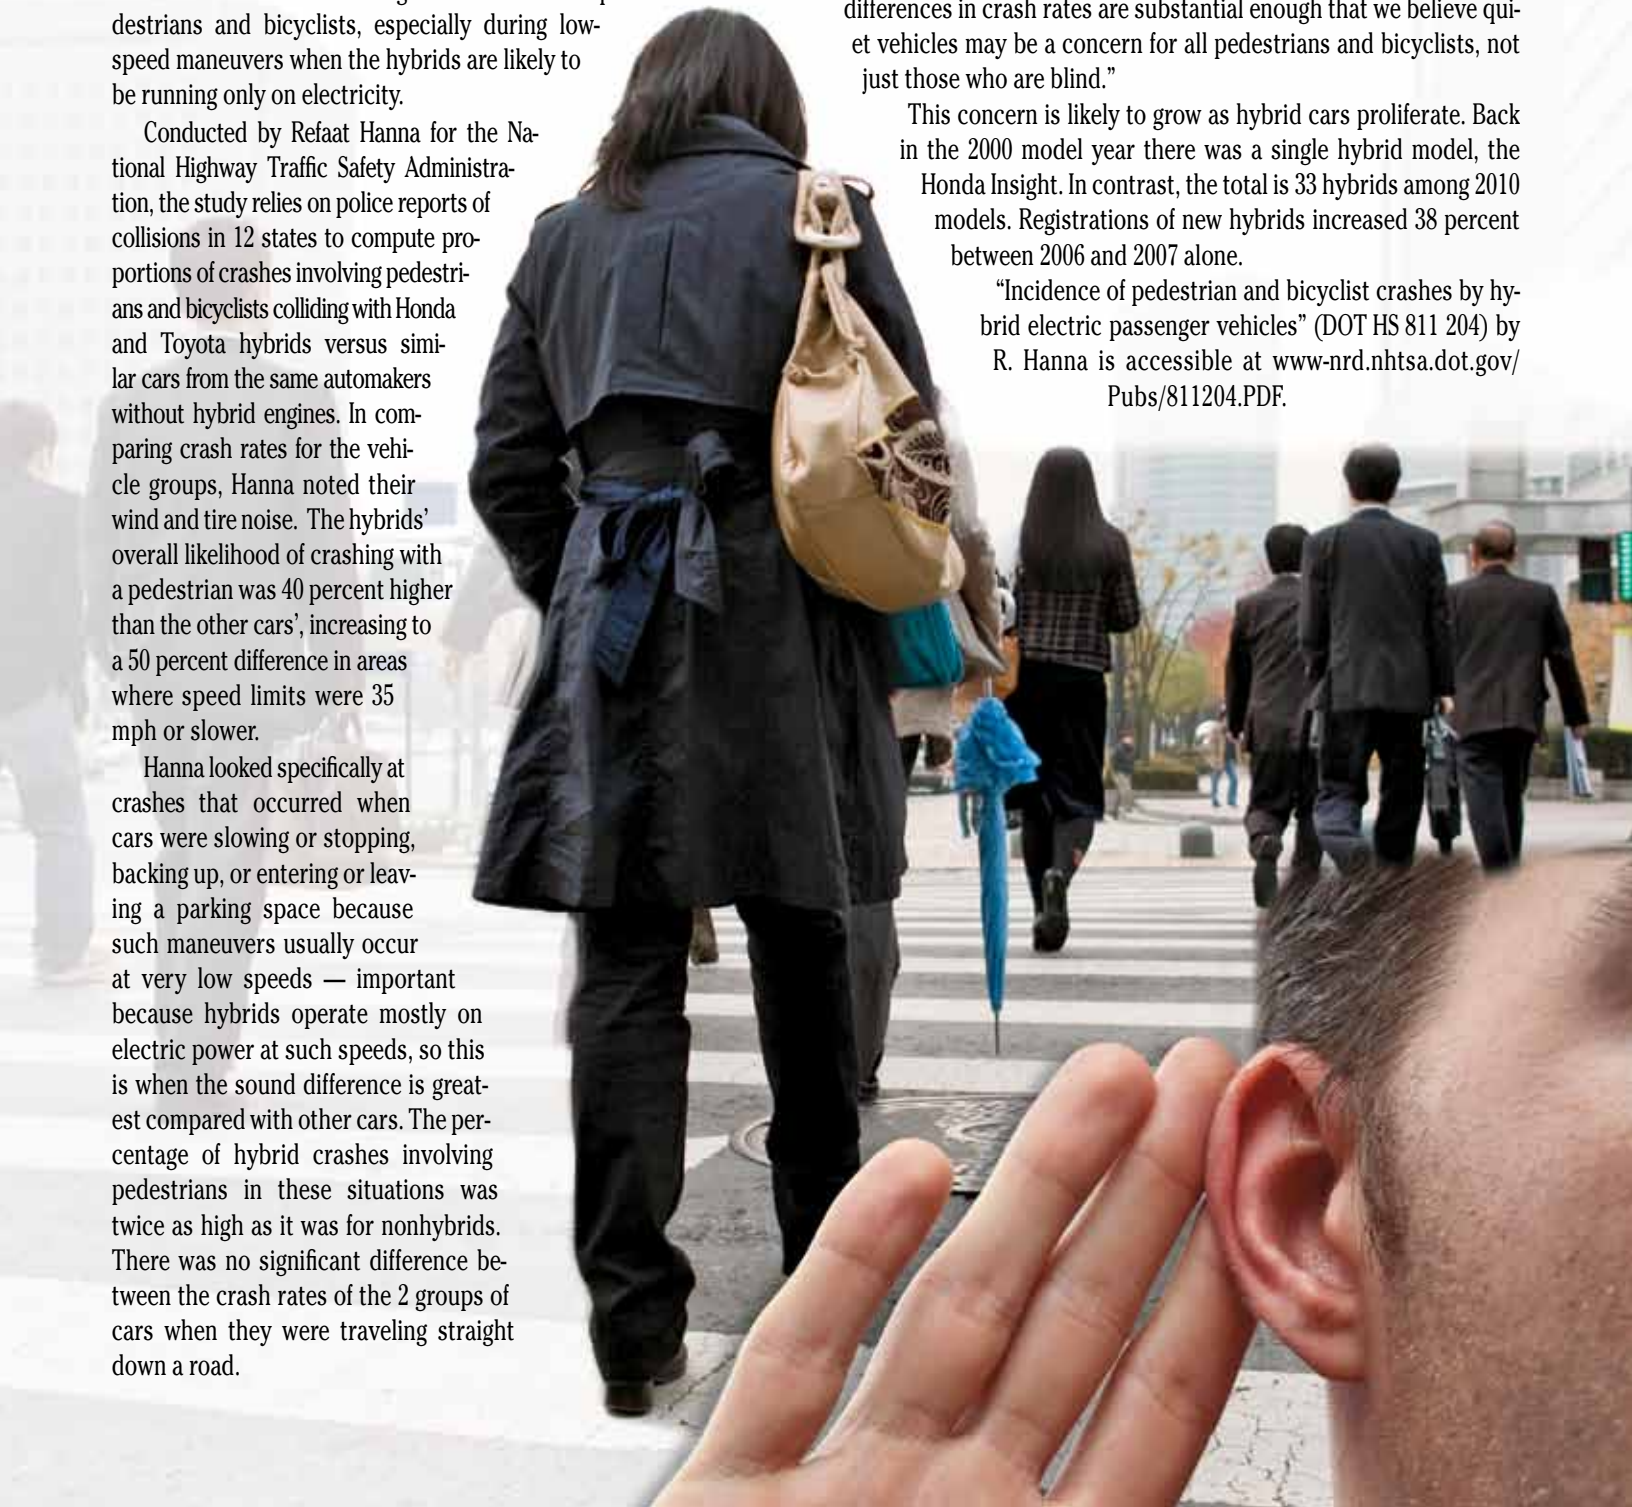 destrians and bicyclists, especially during low-
speed maneuvers when the hybrids are likely to
be running only on electricity.
Conducted by Refaat Hanna for the Na-
tional Highway Traffic Safety Administra-
tion, the study relies on police reports of
collisions in 12 states to compute pro-
portions of crashes involving pedestri-
ans and bicyclists colliding with Honda
and Toyota hybrids versus simi-
lar cars from the same automakers
without hybrid engines. In com-
paring crash rates for the vehi-
cle groups, Hanna noted their
wind and tire noise. The hybrids’
overall likelihood of crashing with
a pedestrian was 40 percent higher
than the other cars’, increasing to
a 50 percent difference in areas
where speed limits were 35
mph or slower.
Hanna looked specifically at
crashes that occurred when
cars were slowing or stopping,
backing up, or entering or leav-
ing a parking space because
such maneuvers usually occur
at very low speeds — important
because hybrids operate mostly on
electric power at such speeds, so this
is when the sound difference is great-
est compared with other cars. The per-
centage of hybrid crashes involving
pedestrians in these situations was
twice as high as it was for nonhybrids.
There was no significant difference be-
tween the crash rates of the 2 groups of
cars when they were traveling straight
down a road.
differences in crash rates are substantial enough that we believe qui-
et vehicles may be a concern for all pedestrians and bicyclists, not
just those who are blind.”
This concern is likely to grow as hybrid cars proliferate. Back
in the 2000 model year there was a single hybrid model, the
Honda Insight. In contrast, the total is 33 hybrids among 2010
models. Registrations of new hybrids increased 38 percent
between 2006 and 2007 alone.
“Incidence of pedestrian and bicyclist crashes by hy-
brid electric passenger vehicles” (DOT HS 811 204) by
R. Hanna is accessible at www-nrd.nhtsa.dot.gov/
Pubs/811204.PDF.